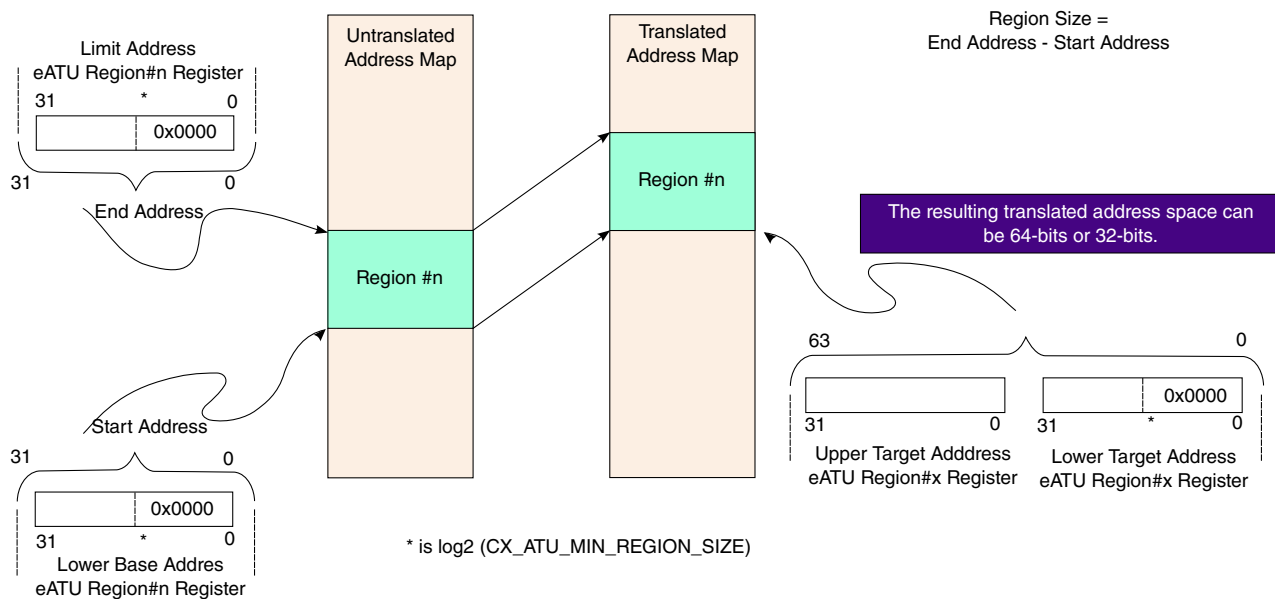 Limit Address
eATU Region#n Register
31 * 0
0x0000
31 0
End Address
Start Address
31 0
0x0000
31 * 0
Lower Base Addres
eATU Region#n Register
Untranslated
Address Map
Region #n
Translated
Address Map
Region #n
Region Size =
End Address - Start Address
The resulting translated address space can
be 64-bits or 32-bits.
63 0
0x0000
31 0
31 * 0
Upper Target Adddress
eATU Region#x Register
Lower Target Address
eATU Region#x Register
* is log2 (CX_ATU_MIN_REGION_SIZE)